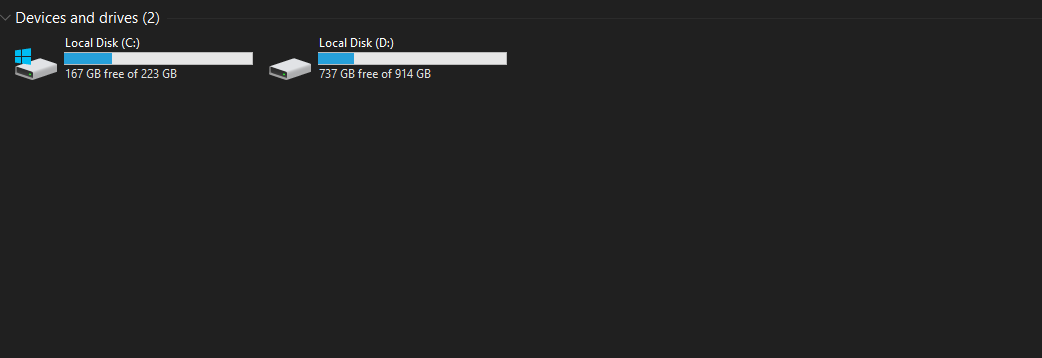 Devices and drives (2)
Local Disk (C:)
167 GB free of 223 GB
Local Disk (D:)
737 GB free of 914 GB